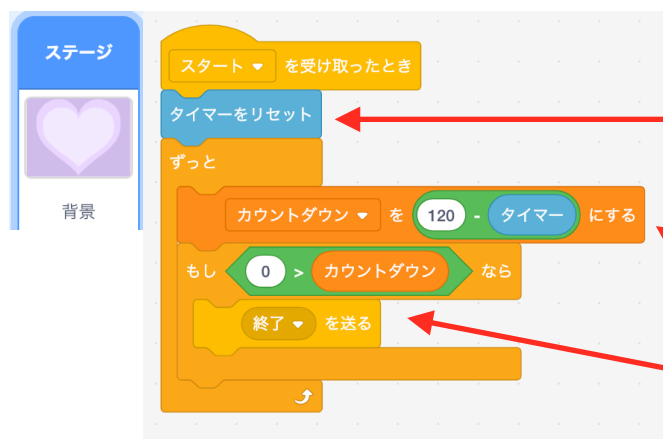 ステージ
背景
スタート を受け取ったとき
タイマーをリセット
ずっと
カウントダウン を 120 - タイマー にする
もし 0 > カウントダウン なら
終了 を送る